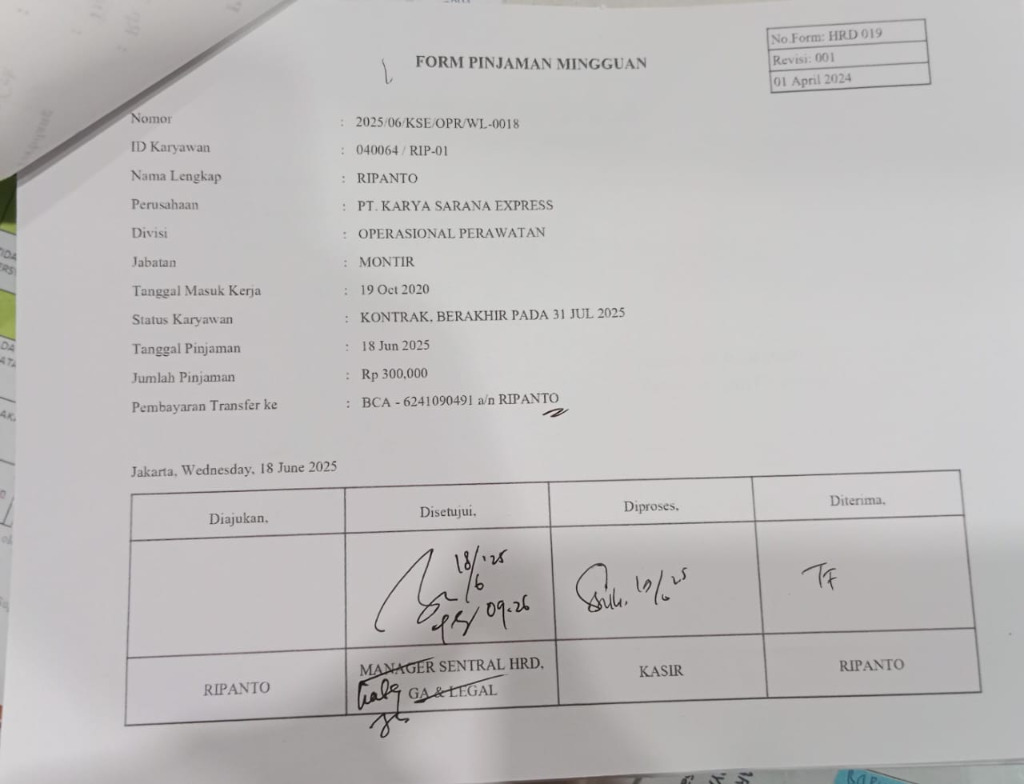 FORM PINJAMAN MINGGUAN
No.Form: HRD 019
Revisi: 001
01 April 2024
Nomor : 2025/06/KSE/OPR/WL-0018
ID Karyawan : 040064 / RIP-01
Nama Lengkap : RIPANTO
Perusahaan : PT. KARYA SARANA EXPRESS
Divisi : OPERASIONAL PERAWATAN
Jabatan : MONTIR
Tanggal Masuk Kerja : 19 Oct 2020
Status Karyawan : KONTRAK, BERAKHIR PADA 31 JUL 2025
Tanggal Pinjaman : 18 Jun 2025
Jumlah Pinjaman : Rp 300,000
Pembayaran Transfer ke : BCA - 6241090491 a/n RIPANTO
Jakarta, Wednesday, 18 June 2025
Diajukan, Disetujui, Diproses, Diterima,
18/6 '25
09.26
TF
RIPANTO MANAGER SENTRAL HRD, GA & LEGAL KASIR RIPANTO